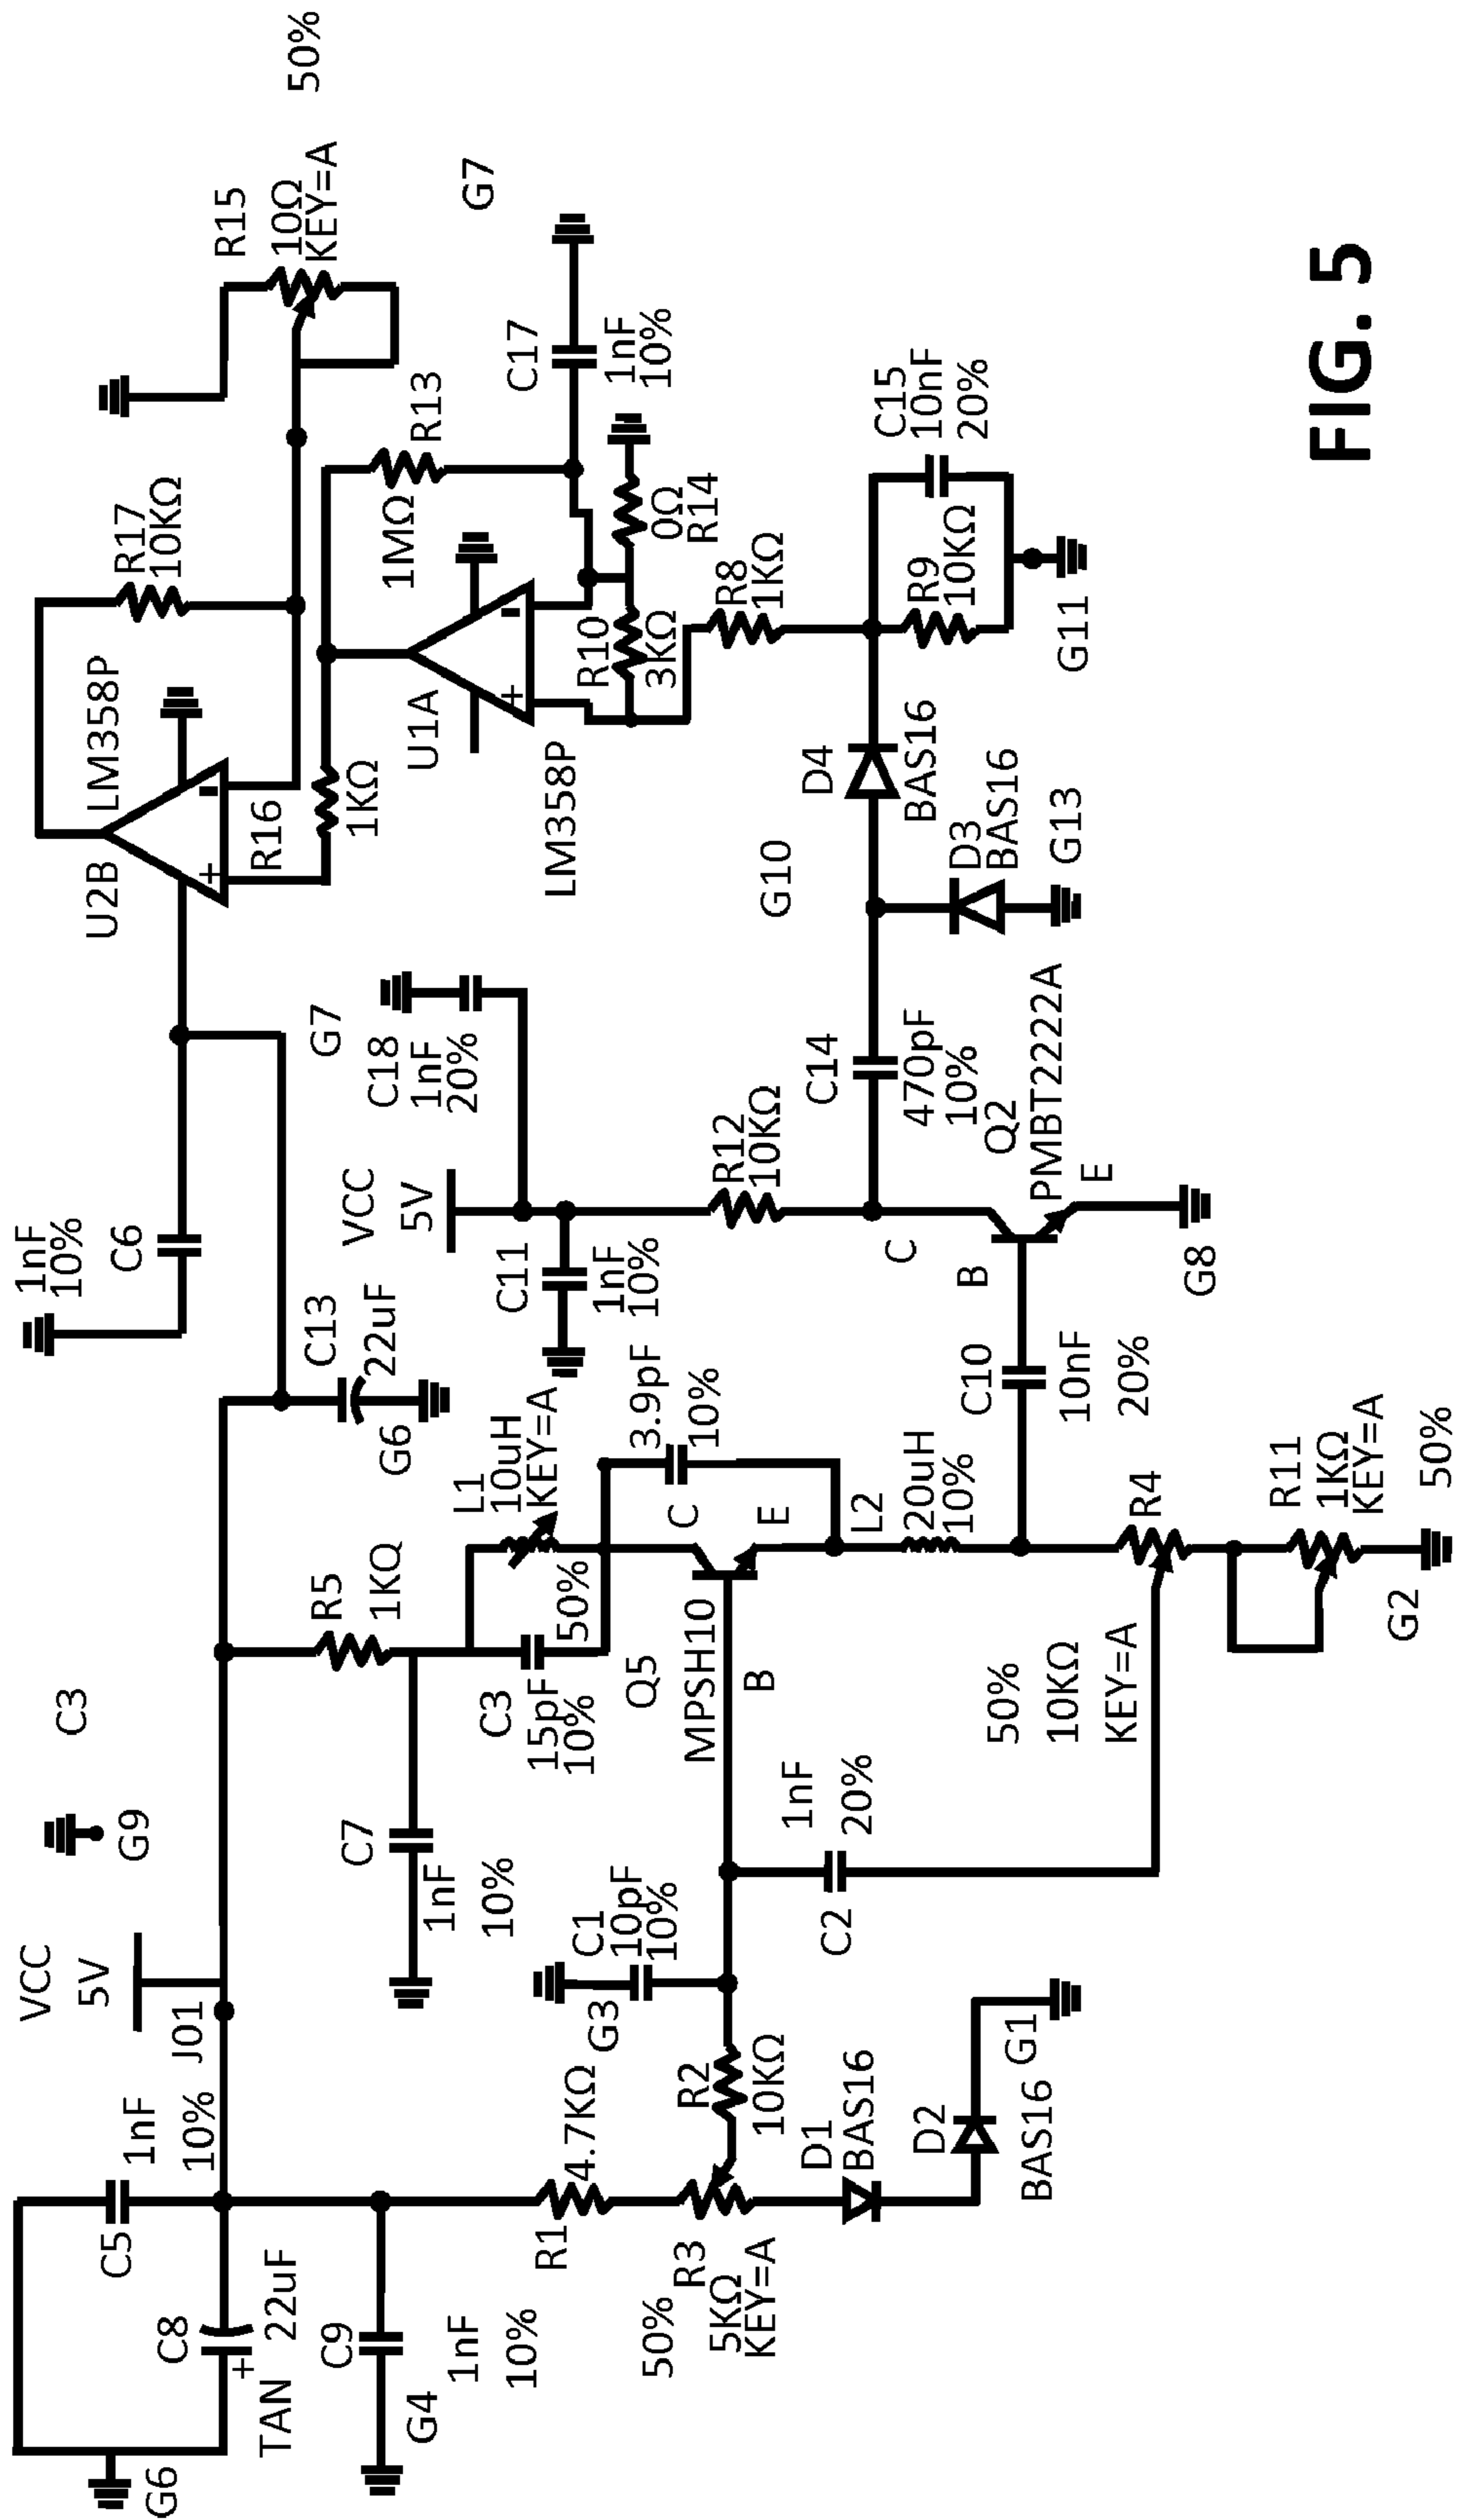 C5
1nF
10%
VCC
5V
J01
G9
C3
1nF
10%
C6
U2B
LM358P
R17
10KΩ
R15
10Ω
KEY=A
50%
G6
C8
22uF
+
TAN
C9
1nF
10%
G4
R1
4.7KΩ
50%
R3
5KΩ
KEY=A
R2
10KΩ
D1
BAS16
D2
BAS16
G1
C1
10pF
10%
G3
C7
1nF
10%
R5
1KΩ
C13
22uF
G6
C3
15pF
10%
L1
10uH
KEY=A
50%
3.9pF
10%
Q5
MPSH10
B
C
E
C2
1nF
20%
L2
20uH
10%
R4
50%
10KΩ
KEY=A
R11
1KΩ
KEY=A
50%
G2
VCC
5V
C11
1nF
10%
G7
C18
1nF
20%
R12
10KΩ
C10
10nF
20%
C
B
E
Q2
PMBT2222A
G8
C14
470pF
10%
G10
D4
BAS16
D3
BAS16
G13
+
-
R16
1KΩ
U1A
LM358P
+
-
1MΩ
R13
R10
3KΩ
0Ω
R14
C17
1nF
10%
G7
R8
1KΩ
R9
10KΩ
C15
10nF
20%
G11
FIG. 5